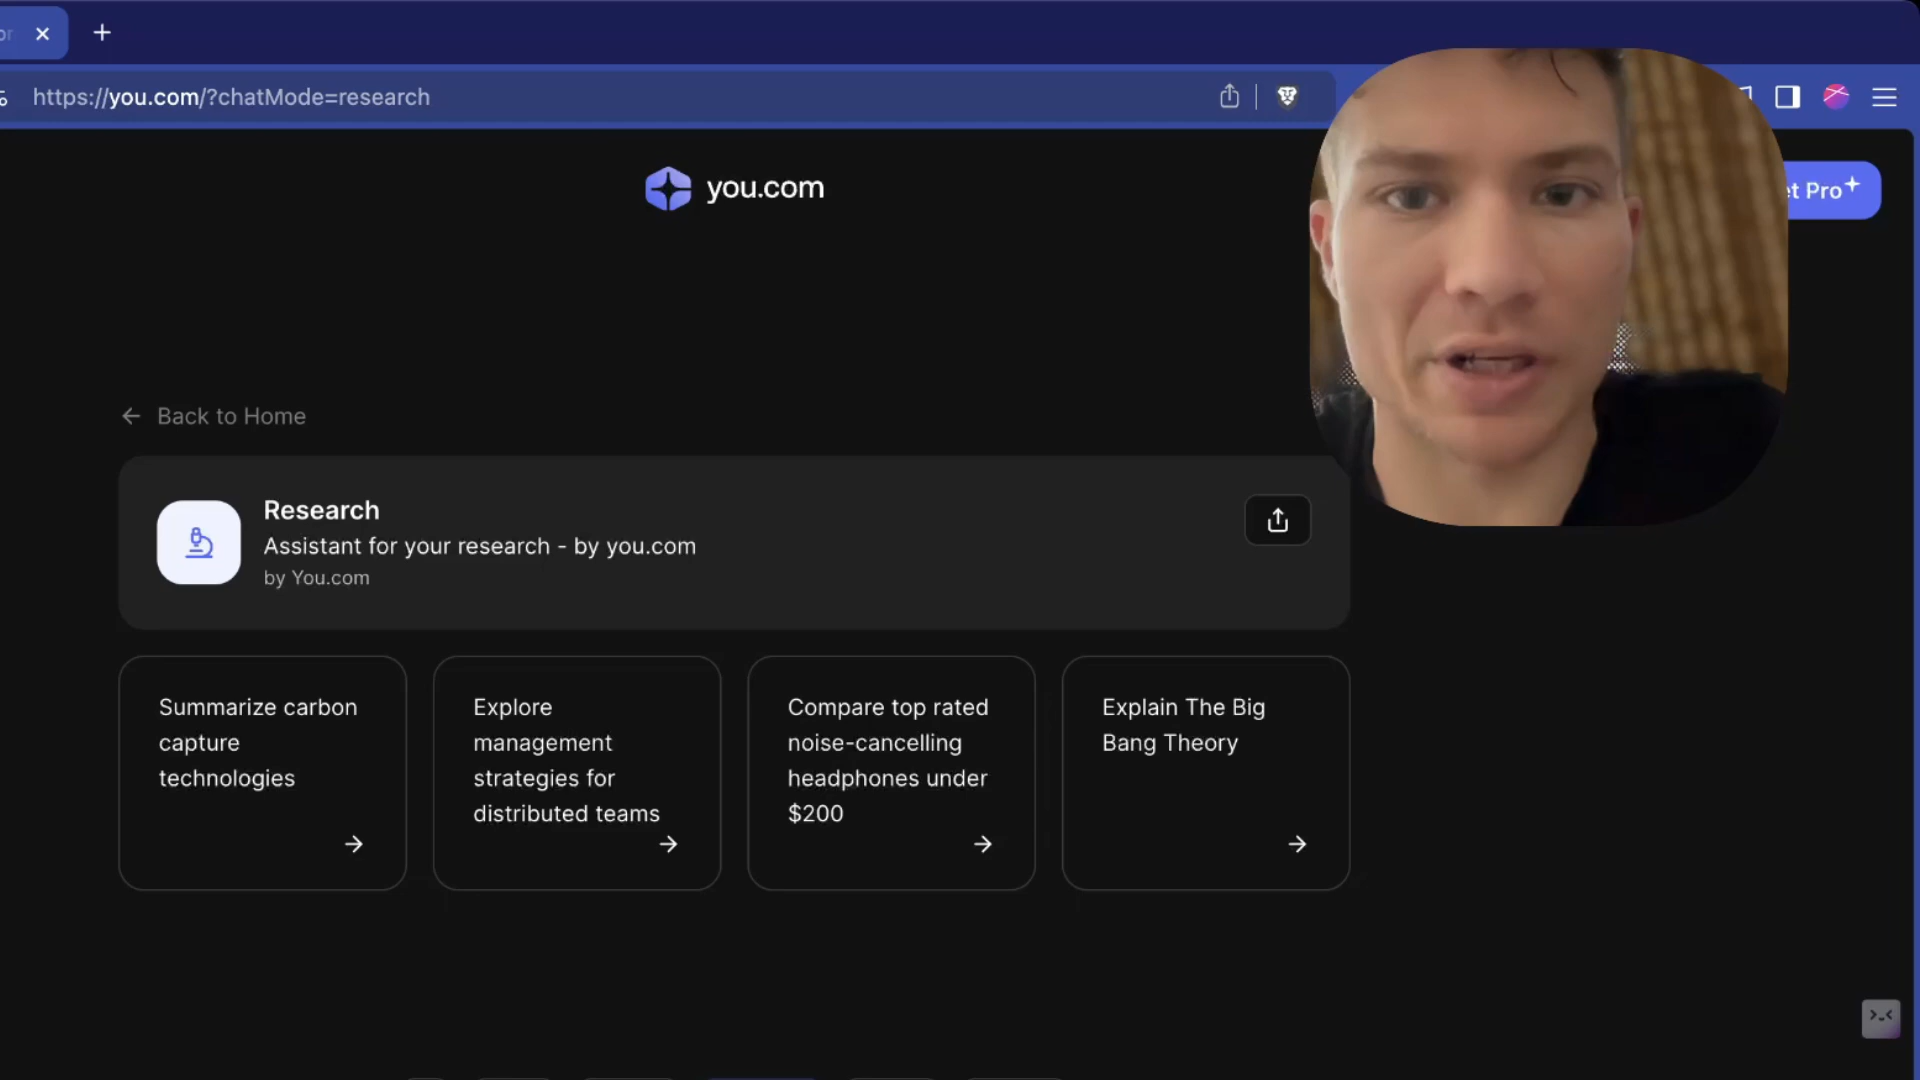 https://you.com/?chatMode=research
you.com
Pro
← Back to Home
Research
Assistant for your research - by you.com
by You.com
Summarize carbon
capture
technologies
Explore
management
strategies for
distributed teams
Compare top rated
noise-cancelling
headphones under
$200
Explain The Big
Bang Theory